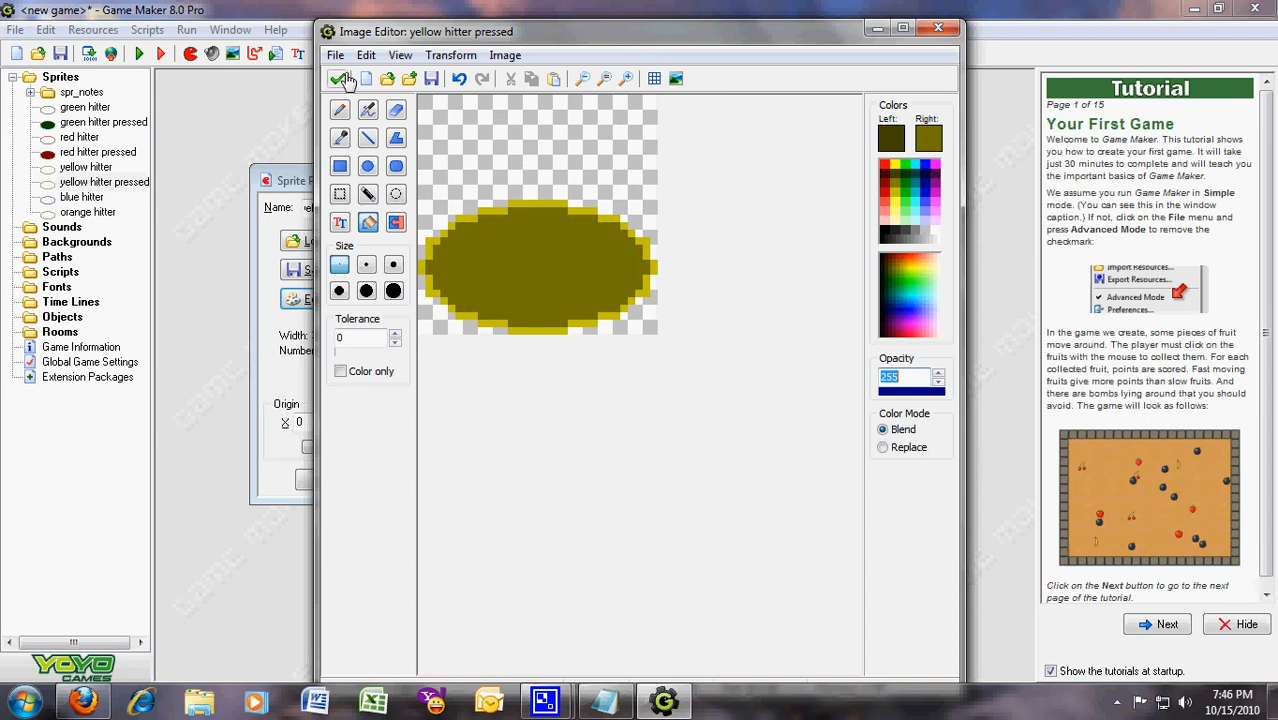 <new game>* - Game Maker 8.0 Pro
File Edit Resources Scripts Run Window Help
Sprites
spr_notes
green hitter
green hitter pressed
red hitter
red hitter pressed
yellow hitter
yellow hitter pressed
blue hitter
orange hitter
Sounds
Backgrounds
Paths
Scripts
Fonts
Time Lines
Objects
Rooms
Game Information
Global Game Settings
Extension Packages
YOYO
GAMES
Sprite P
Name:
Width:
Number
Origin
X 0
Image Editor: yellow hitter pressed
File Edit View Transform Image
Size
Tolerance
0
Color only
Colors
Left: Right:
Opacity
255
Color Mode
Blend
Replace
Tutorial
Page 1 of 15
Your First Game
Welcome to Game Maker. This tutorial shows
you how to create your first game. It will take
just 30 minutes to complete and will teach you
the important basics of Game Maker.
We assume you run Game Maker in Simple
mode. (You can see this in the window
caption.) If not, click on the File menu and
press Advanced Mode to remove the
checkmark:
Import Resources...
Export Resources...
Advanced Mode
Preferences...
In the game we create, some pieces of fruit
move around. The player must click on the
fruits with the mouse to collect them. For each
collected fruit, points are scored. Fast moving
fruits give more points than slow fruits. And
there are bombs lying around that you should
avoid. The game will look as follows:
Click on the Next button to go to the next
page of the tutorial.
Next Hide
Show the tutorials at startup.
7:46 PM
10/15/2010